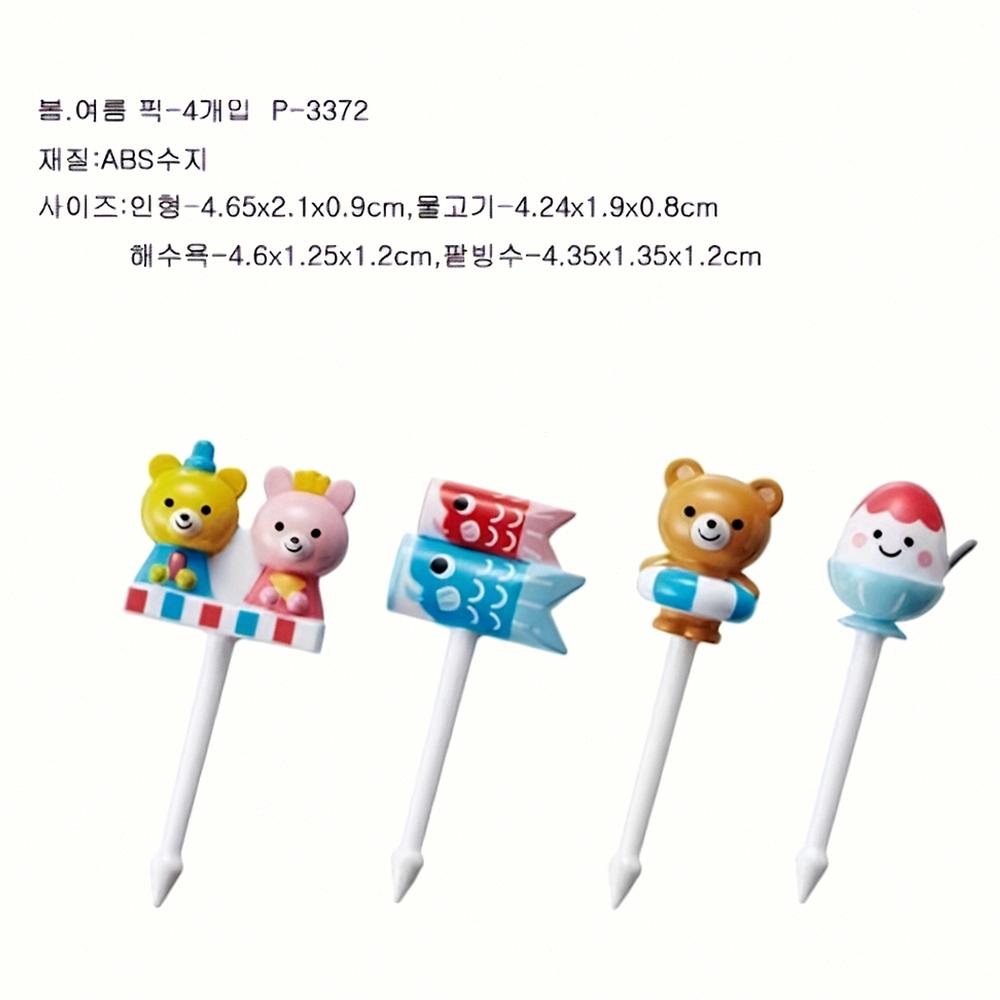 봄.여름 픽-4개입 P-3372
재질:ABS수지
사이즈:인형-4.65x2.1x0.9cm,물고기-4.24x1.9x0.8cm
해수욕-4.6x1.25x1.2cm,팥빙수-4.35x1.35x1.2cm